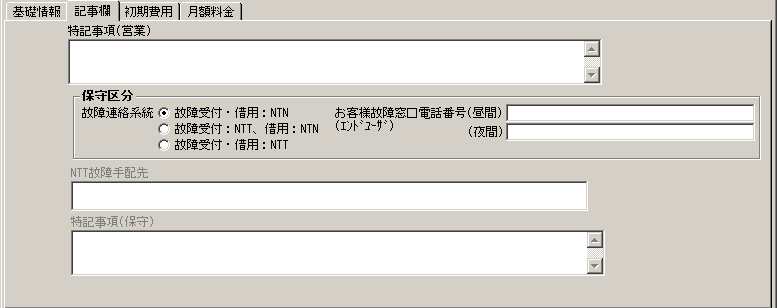 基礎情報 記事欄 初期費用 月額料金
特記事項(営業)
保守区分
故障連絡系統 故障受付・借用：NTN お客様故障窓口電話番号(昼間)
故障受付：NTT、借用：NTN (ｴﾝﾄﾞﾕｰｻﾞ) (夜間)
故障受付・借用：NTT
NTT故障手配先
特記事項(保守)